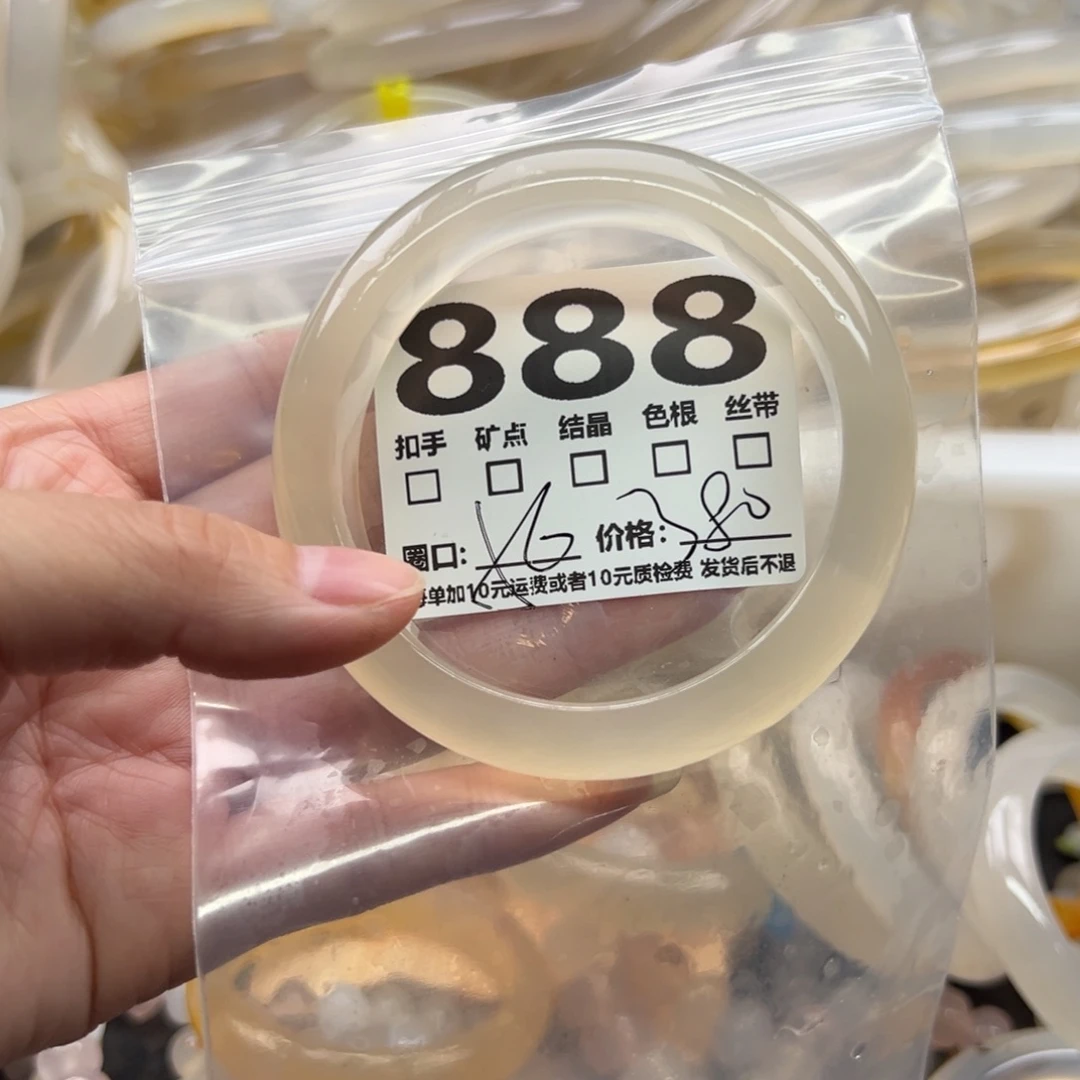 888
扣手 矿点 结晶 色根 丝带
圈口: 价格: 380
单加10元运费或者10元质检费 发货后不退